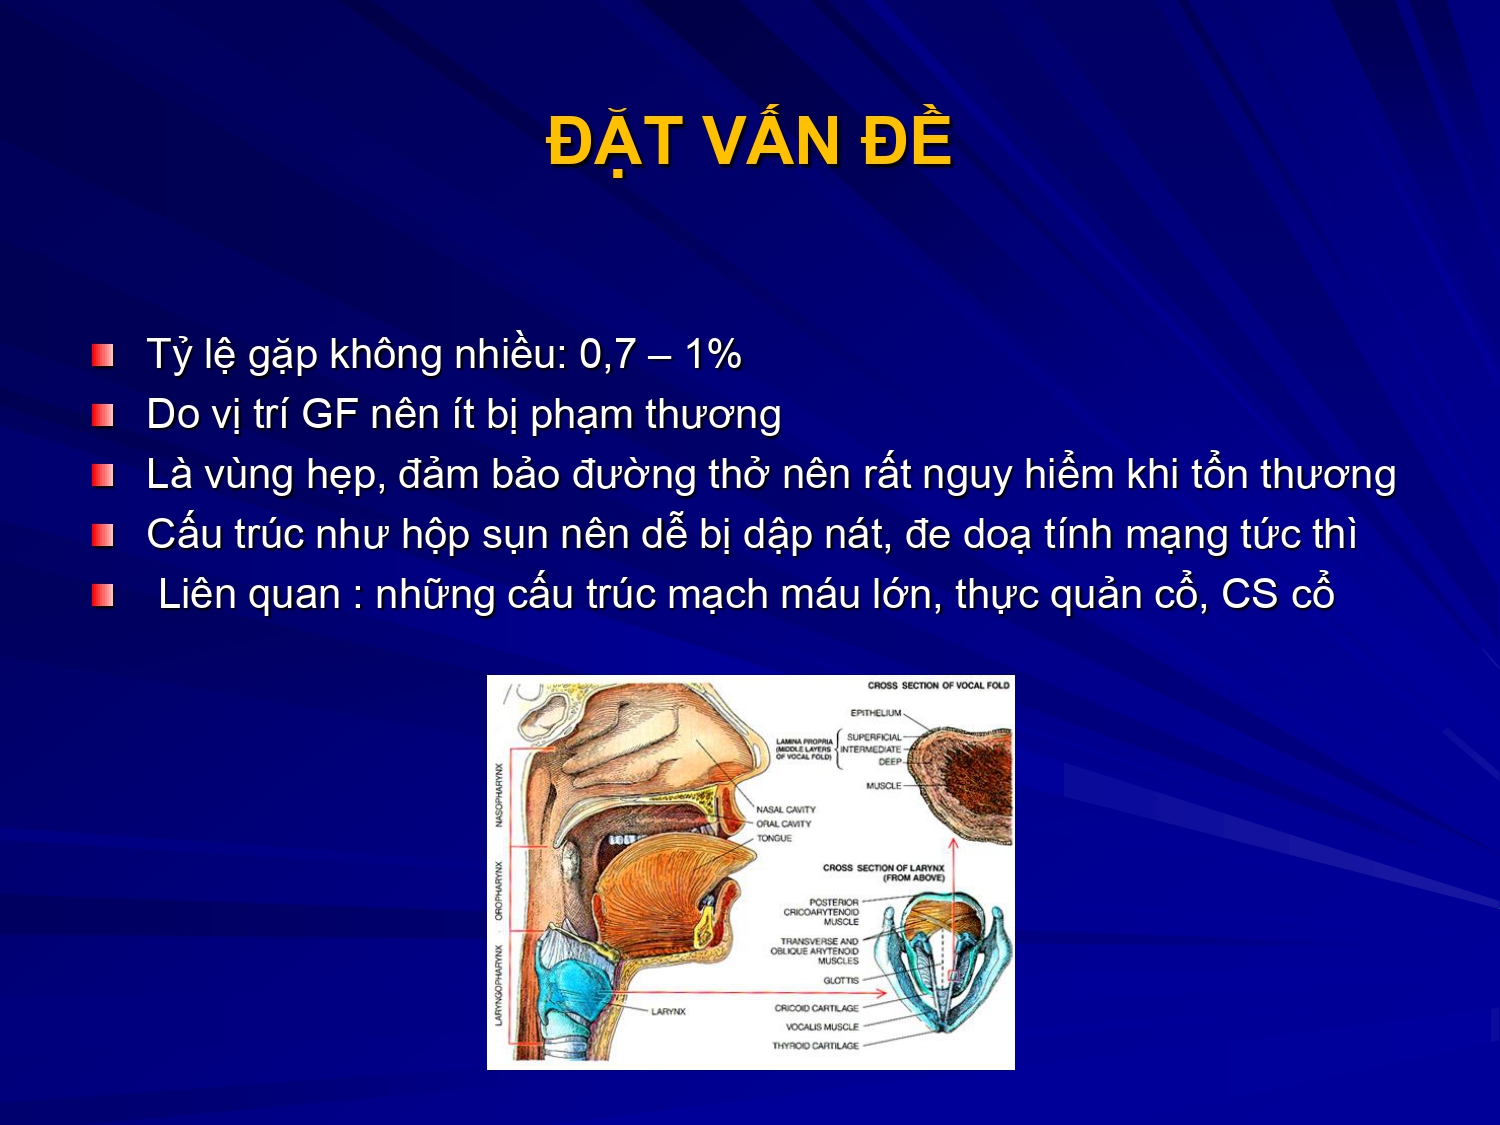 ĐẶT VẤN ĐỀ
Tỷ lệ gặp không nhiều: 0,7 – 1%
Do vị trí GF nên ít bị phạm thương
Là vùng hẹp, đảm bảo đường thở nên rất nguy hiểm khi tổn thương
Cấu trúc như hộp sụn nên dễ bị dập nát, đe doạ tính mạng tức thì
Liên quan : những cấu trúc mạch máu lớn, thực quản cổ, CS cổ
CROSS SECTION OF VOCAL FOLD
EPITHELIUM
LAMINA PROPRIA
(MIDDLE LAYERS
OF VOCAL FOLD)
SUPERFICIAL
INTERMEDIATE
DEEP
MUSCLE
NASOPHARYNX
NASAL CAVITY
ORAL CAVITY
TONGUE
OROPHARYNX
CROSS SECTION OF LARYNX
(FROM ABOVE)
POSTERIOR
CRICOARYTENOID
MUSCLE
TRANSVERSE AND
OBLIQUE ARYTENOID
MUSCLES
GLOTTIS
LARYNGOPHARYNX
LARYNX
CRICOID CARTILAGE
VOCALIS MUSCLE
THYROID CARTILAGE